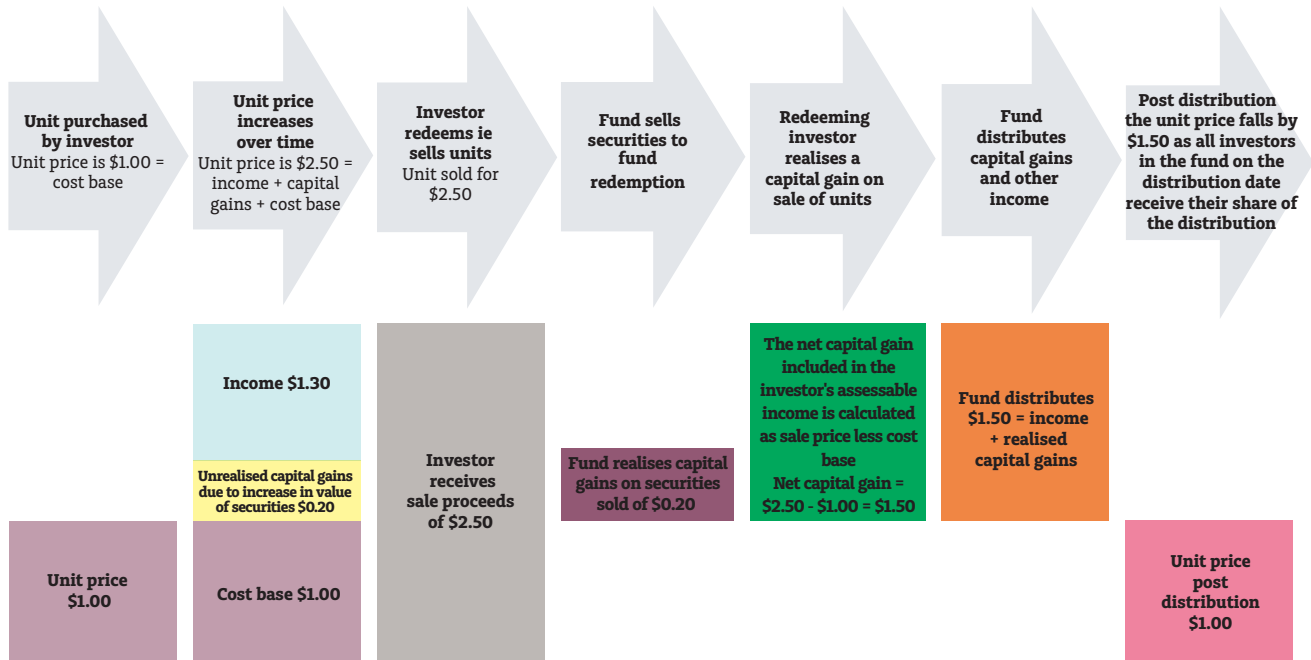 Unit purchased
by investor
Unit price is $1.00 =
cost base
Unit price
increases
over time
Unit price is $2.50 =
income + capital
gains + cost base
Investor
redeems ie
sells units
Unit sold for
$2.50
Fund sells
securities to
fund
redemption
Redeeming
investor
realises a
capital gain on
sale of units
Fund
distributes
capital gains
and other
income
Post distribution
the unit price falls by
$1.50 as all investors
in the fund on the
distribution date
receive their share of
the distribution
Unit price
$1.00
Income $1.30
Unrealised capital gains
due to increase in value
of securities $0.20
Cost base $1.00
Investor
receives
sale proceeds
of $2.50
Fund realises capital
gains on securities
sold of $0.20
The net capital gain
included in the
investor's assessable
income is calculated
as sale price less cost
base
Net capital gain =
$2.50 - $1.00 = $1.50
Fund distributes
$1.50 = income
+ realised
capital gains
Unit price
post
distribution
$1.00